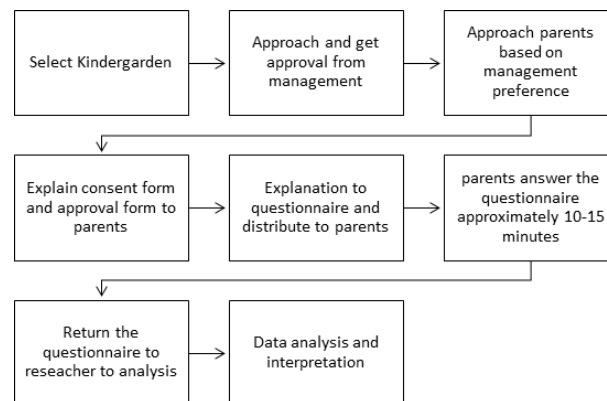 Select Kindergarden
Approach and get
approval from
management
Approach parents
based on
management
preference
Explain consent form
and approval form to
parents
Explanation to
questionnaire and
distribute to parents
parents answer the
questionnaire
approximately 10-15
minutes
Return the
questionnaire to
reseacher to analysis
Data analysis and
interpretation